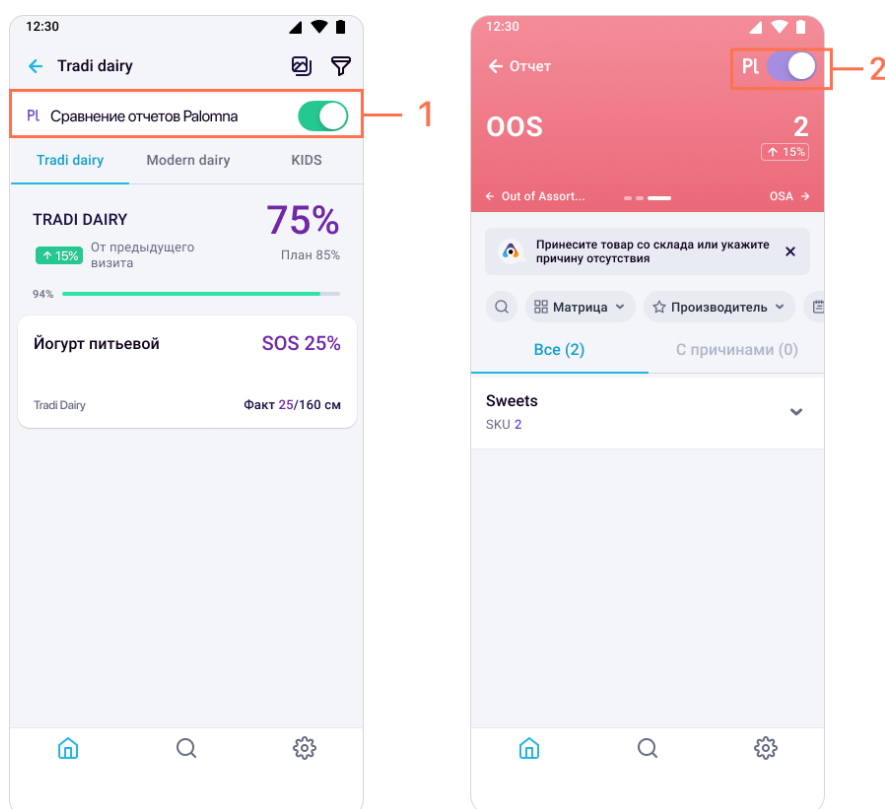 12:30
Tradi dairy
PL Сравнение отчетов Palomna
1
Tradi dairy Modern dairy KIDS
TRADI DAIRY
75%
↑ 15%
От предыдущего
визита
План 85%
94%
Йогурт питьевой
SOS 25%
Tradi Dairy
Факт 25/160 см
12:30
← Отчет
PL
2
OOS
2
↑ 15%
← Out of Assort...
OSA →
Принесите товар со склада или укажите
причину отсутствия
Матрица
Производитель
Все (2)
С причинами (0)
Sweets
SKU 2